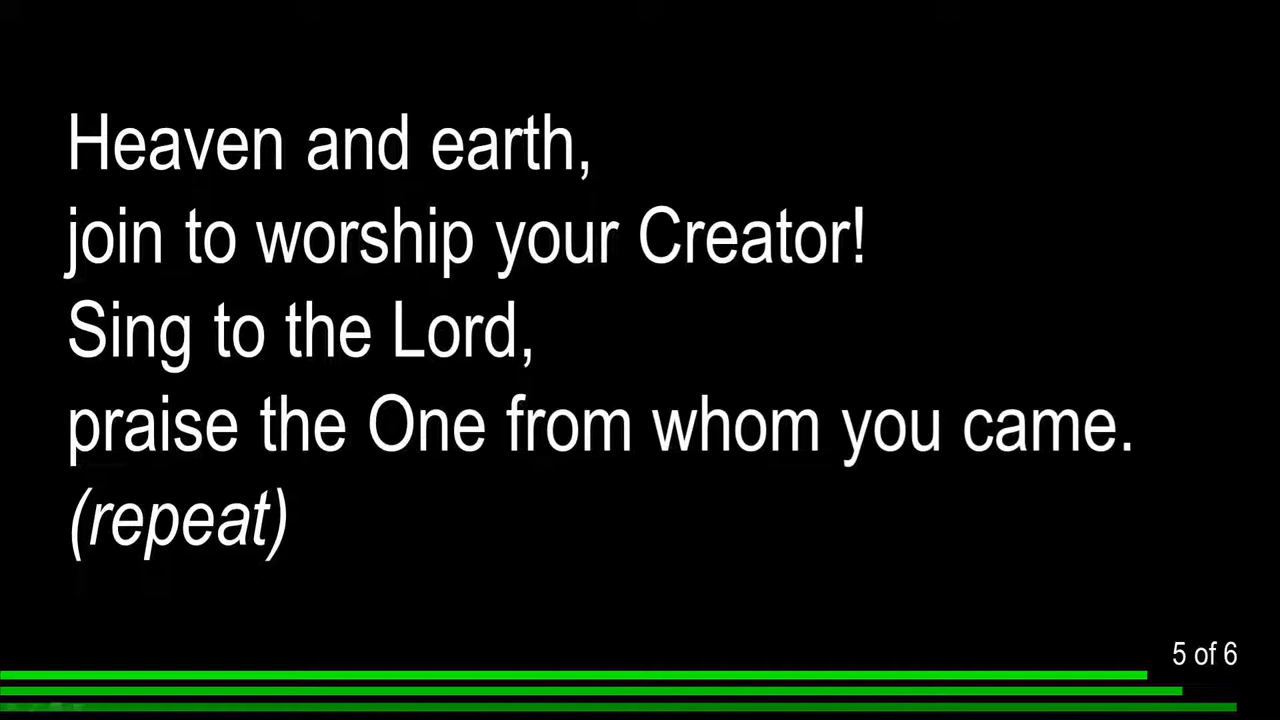 Heaven and earth,
join to worship your Creator!
Sing to the Lord,
praise the One from whom you came.
(repeat)
5 of 6